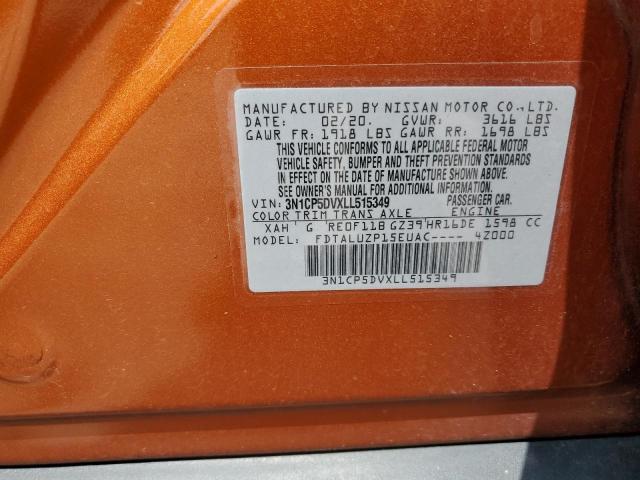 MANUFACTURED BY NISSAN MOTOR CO.,LTD.
DATE: 02/20. GVWR: 3616 LBS
GAWR FR: 1918 LBS GAWR RR: 1698 LBS
THIS VEHICLE CONFORMS TO ALL APPLICABLE FEDERAL MOTOR
VEHICLE SAFETY, BUMPER AND THEFT PREVENTION STANDARDS
IN EFFECT ON THE DATE OF MANUFACTURE SHOWN ABOVE.
SEE OWNER'S MANUAL FOR ADDITIONAL INFORMATION.
VIN: 3N1CP5DVXLL515349 PASSENGER CAR.
COLOR TRIM TRANS AXLE ENGINE
XAH' G RE0F11B GZ39'HR16DE 1598 CC
MODEL: FDTALUZP15EUAC---- 4Z000
3N1CP5DVXLL515349